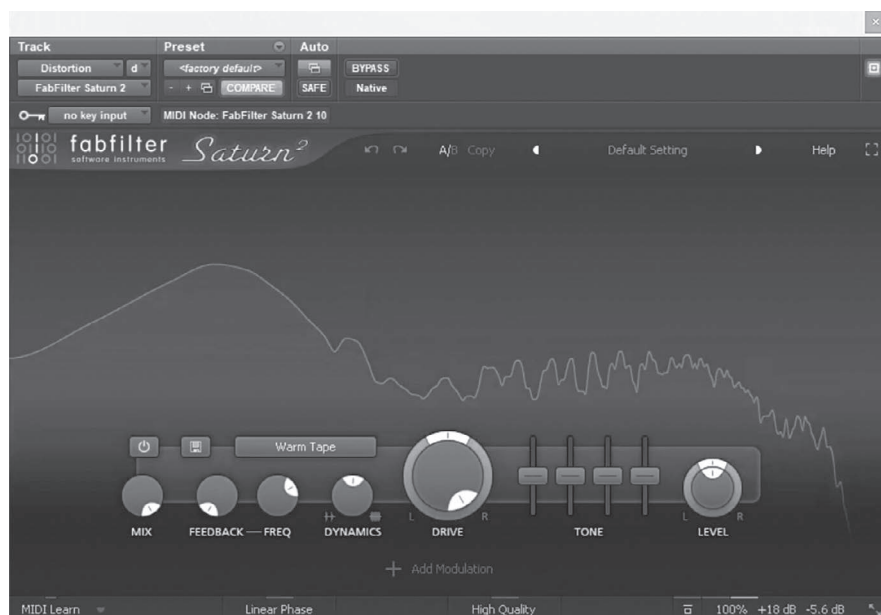 Track Preset Auto
Distortion d <factory default> BYPASS
FabFilter Saturn 2 - + COMPARE SAFE Native
no key input MIDI Node: FabFilter Saturn 2 10
fabfilter Saturn 2 A/B Copy Default Setting Help
software instruments
Warm Tape
L R L R
MIX FEEDBACK FREQ DYNAMICS DRIVE TONE LEVEL
+ Add Modulation
MIDI Learn Linear Phase High Quality 100% +18 dB -5.6 dB